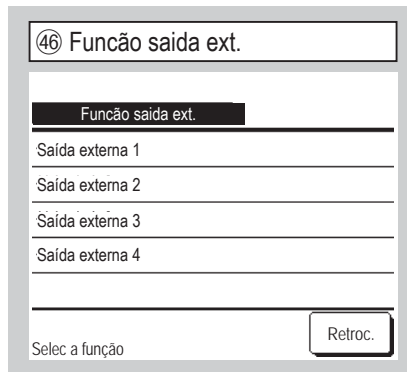 ㊻ Funcão saida ext.
Funcão saida ext.
Saída externa 1
Saída externa 2
Saída externa 3
Saída externa 4
Retroc.
Selec a função